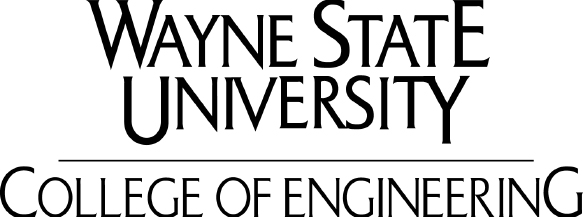 WAYNE STATE
UNIVERSITY
COLLEGE OF ENGINEERING